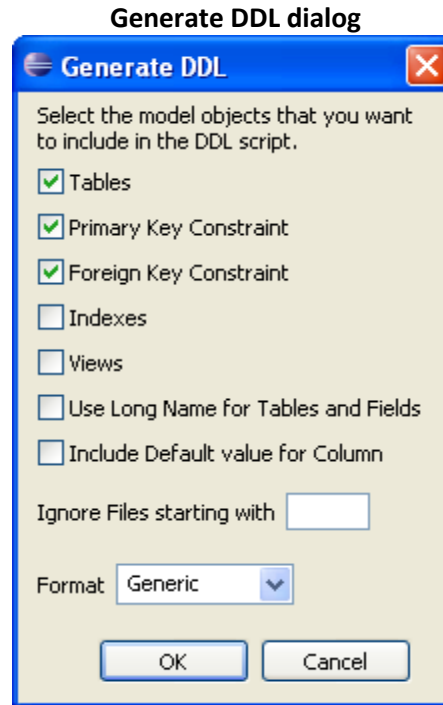 Generate DDL dialog
Generate DDL
Select the model objects that you want
to include in the DDL script.
Tables
Primary Key Constraint
Foreign Key Constraint
Indexes
Views
Use Long Name for Tables and Fields
Include Default value for Column
Ignore Files starting with
Format Generic
OK Cancel